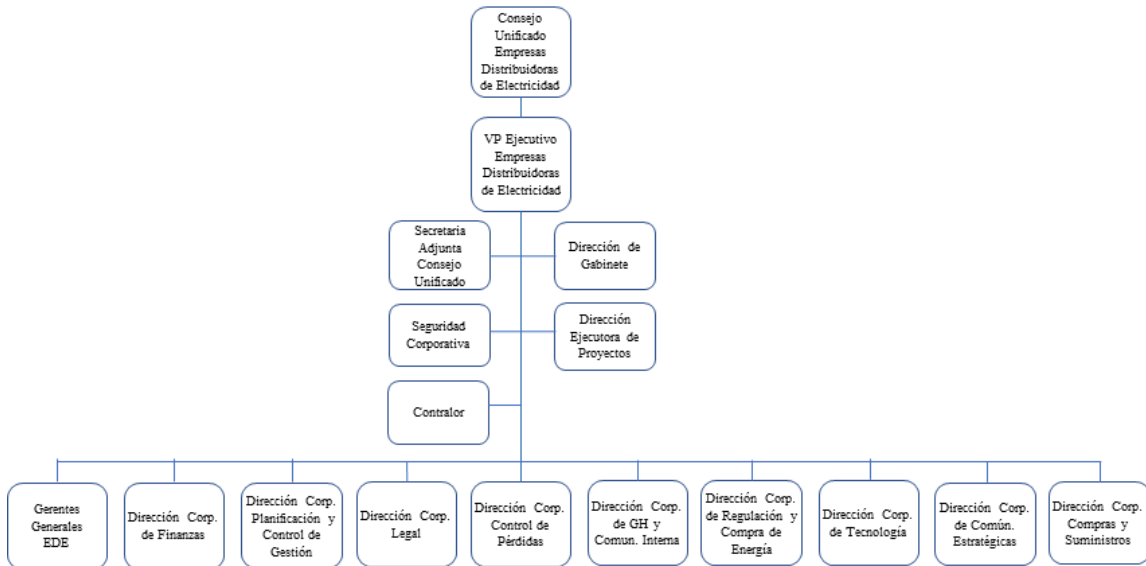 Consejo
Unificado
Empresas
Distribuidoras
de Electricidad
VP Ejecutivo
Empresas
Distribuidoras
de Electricidad
Secretaria
Adjunta
Consejo
Unificado
Dirección de
Gabinete
Seguridad
Corporativa
Dirección
Ejecutora de
Proyectos
Contralor
Gerentes
Generales
EDE
Dirección Corp.
de Finanzas
Dirección Corp.
Planificación y
Control de
Gestión
Dirección Corp.
Legal
Dirección Corp.
Control de
Pérdidas
Dirección Corp.
de GH y
Comun. Interna
Dirección Corp.
de Regulación y
Compra de
Energía
Dirección Corp.
de Tecnología
Dirección Corp.
de Común.
Estratégicas
Dirección Corp.
Compras y
Suministros